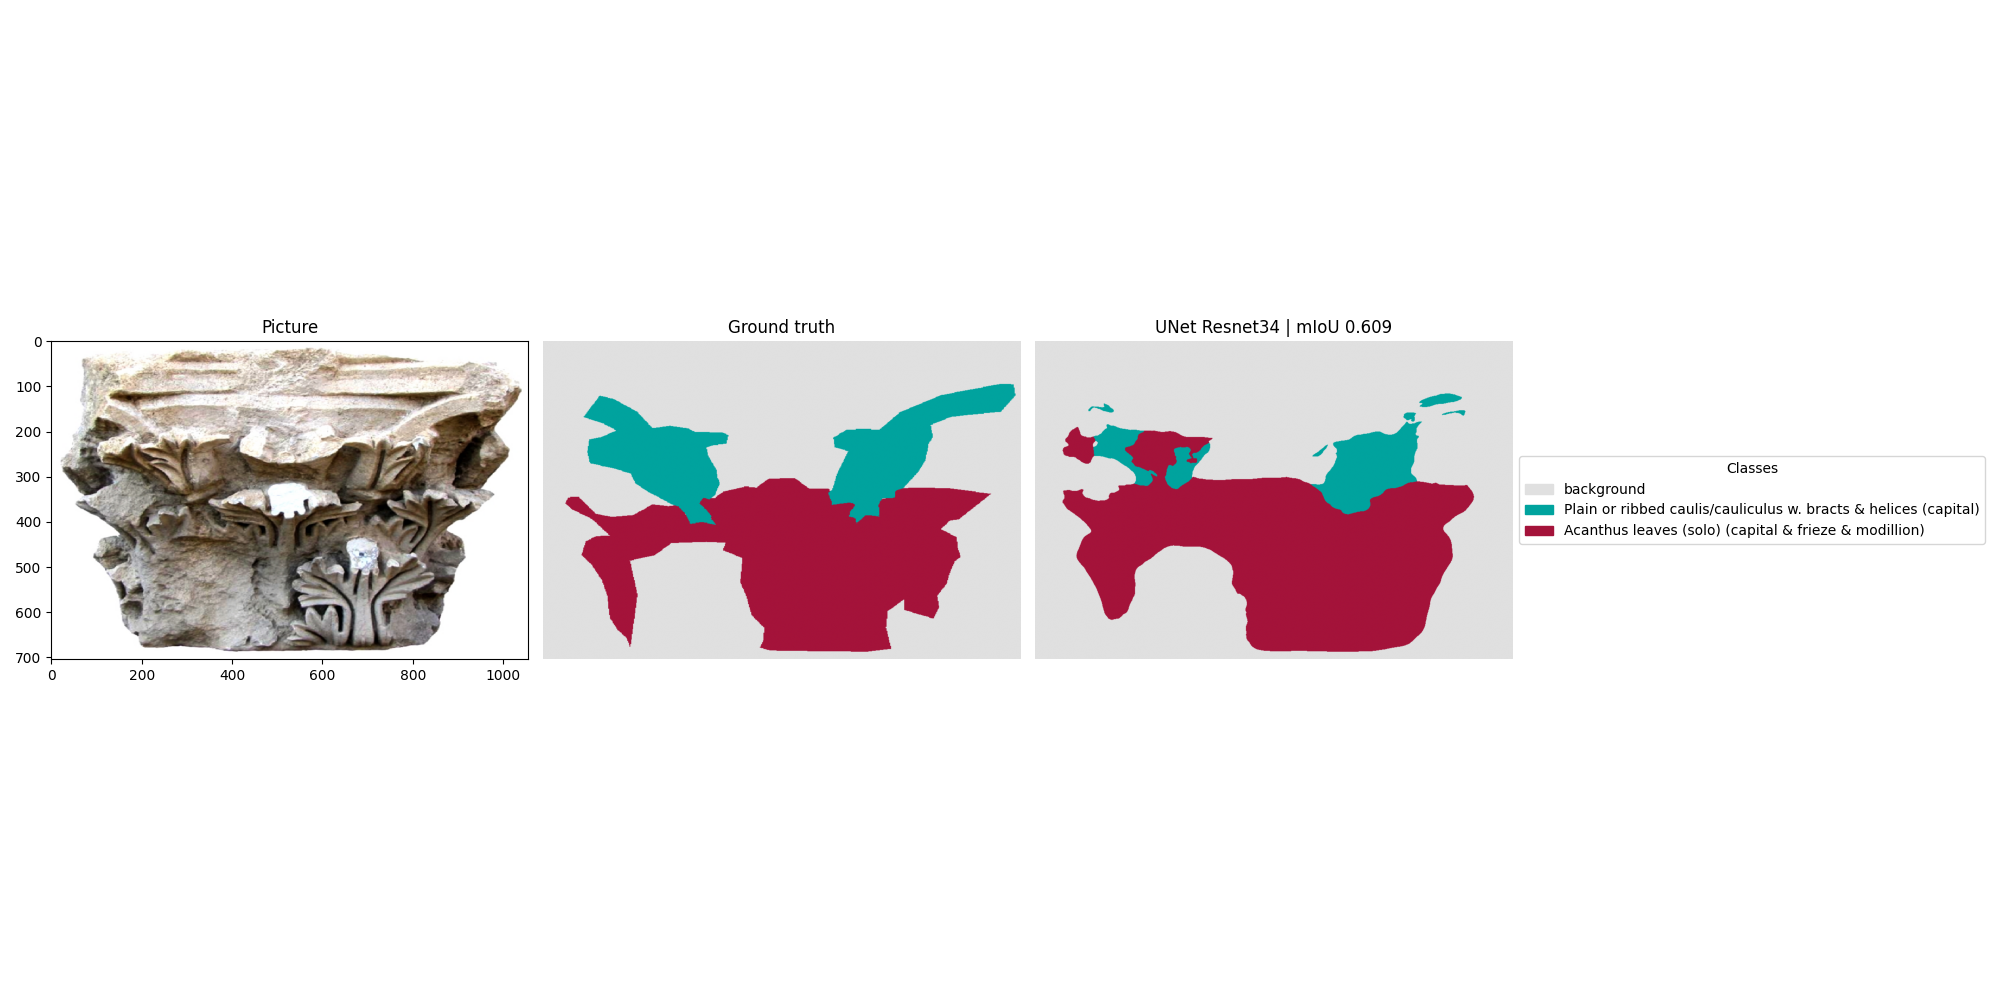 Picture
Ground truth
UNet Resnet34 | mIoU 0.609
0
100
200
300
400
500
600
700
0
200
400
600
800
1000
Classes
background
Plain or ribbed caulis/cauliculus w. bracts & helices (capital)
Acanthus leaves (solo) (capital & frieze & modillion)